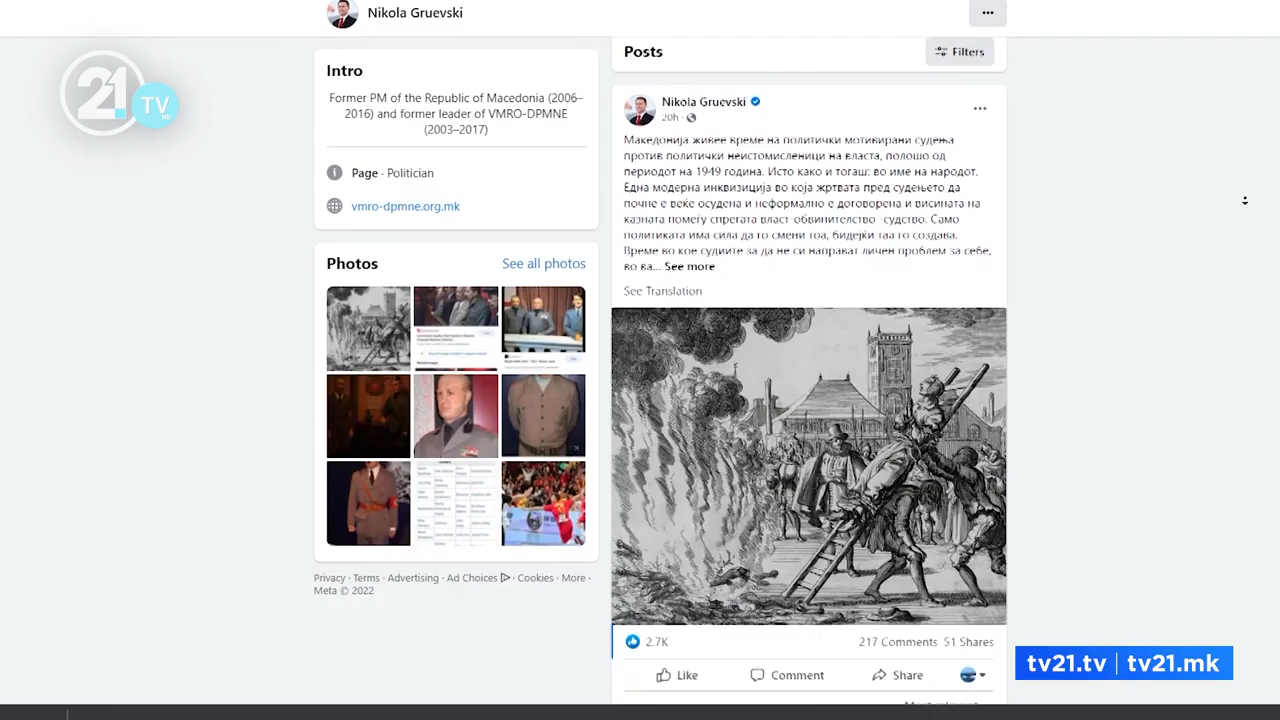 Nikola Gruevski
21
TV
HD
Intro
Former PM of the Republic of Macedonia (2006–
2016) and former leader of VMRO-DPMNE
(2003–2017)
Page · Politician
vmro-dpmne.org.mk
Photos
See all photos
Privacy · Terms · Advertising · Ad Choices · Cookies · More ·
Meta © 2022
Posts
Filters
Nikola Gruevski
20h ·
Македонија живее време на политички мотивирани судења
против политички неистомисленици на власта, полошо од
периодот на 1949 година. Исто како и тогаш: во име на народот.
Една модерна инквизиција во која жртвата пред судењето да
почне е веќе осудена и неформално е договорена и висината на
казната помеѓу спрегата власт-обвинителство -судство. Само
политиката има сила да го смени тоа, бидејќи таа го создава.
Време во кое судиите за да не си направат личен проблем за себе,
во ва... See more
See Translation
2.7K
217 Comments 51 Shares
Like
Comment
Share
tv21.tv | tv21.mk